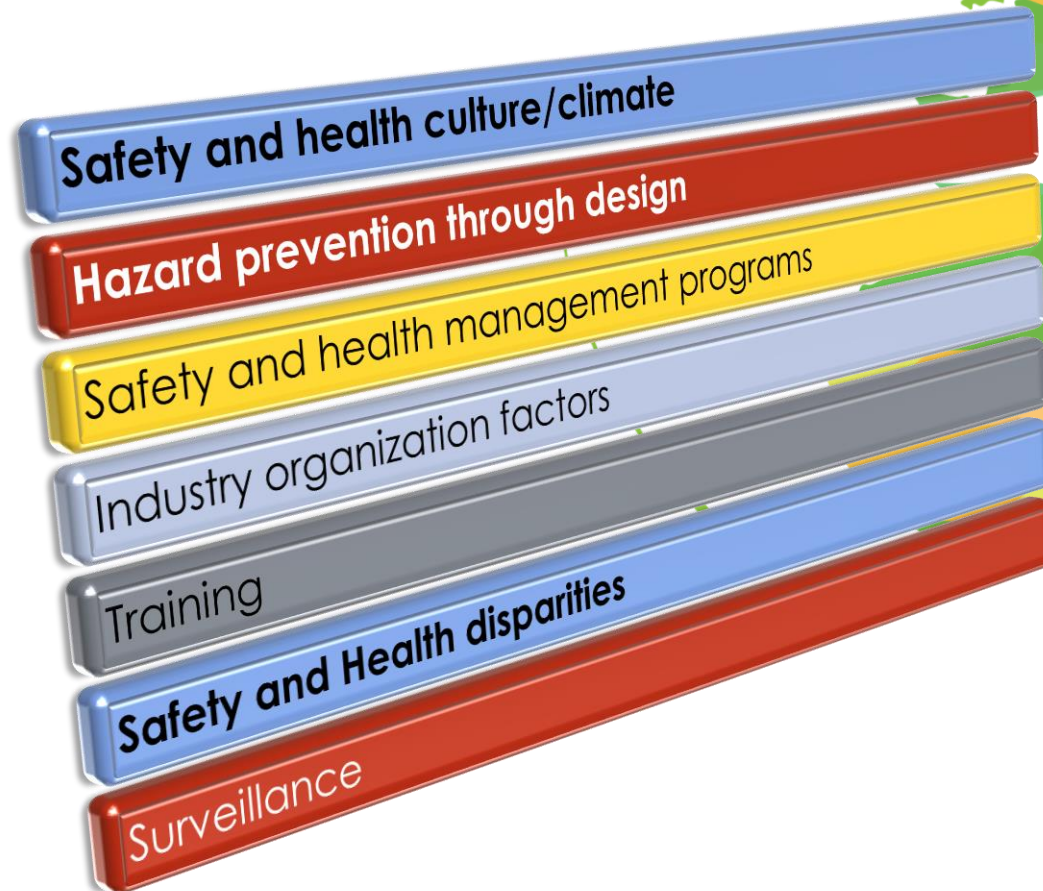 Safety and health culture/climate
Hazard prevention through design
Safety and health management programs
Industry organization factors
Training
Safety and Health disparities
Surveillance